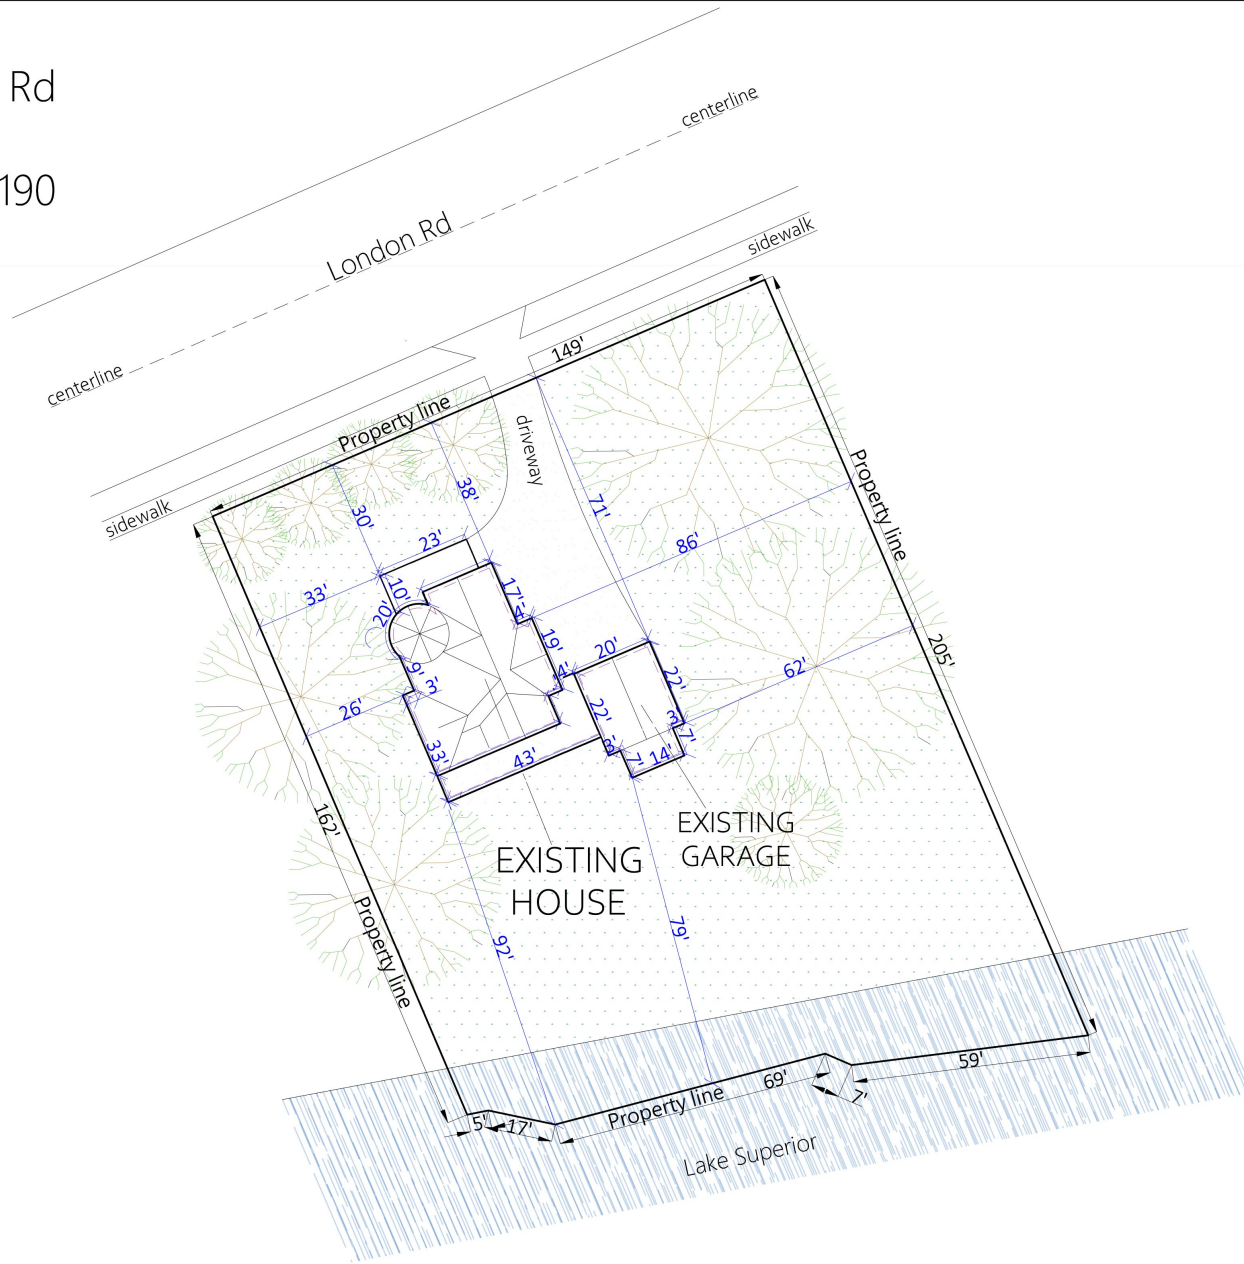 Rd
190
centerline
London Rd
centerline
sidewalk
sidewalk
149'
Property line
driveway
38'
30'
71'
86'
Property line
23'
33'
10'
20'
17'
4'
19'
4'
20'
22'
205'
62'
9'
3'
26'
22'
3'
7'
33'
43'
3'
7'
14'
162'
EXISTING
GARAGE
EXISTING
HOUSE
Property line
92'
79'
59'
69'
7'
Property line
5'
17'
Lake Superior